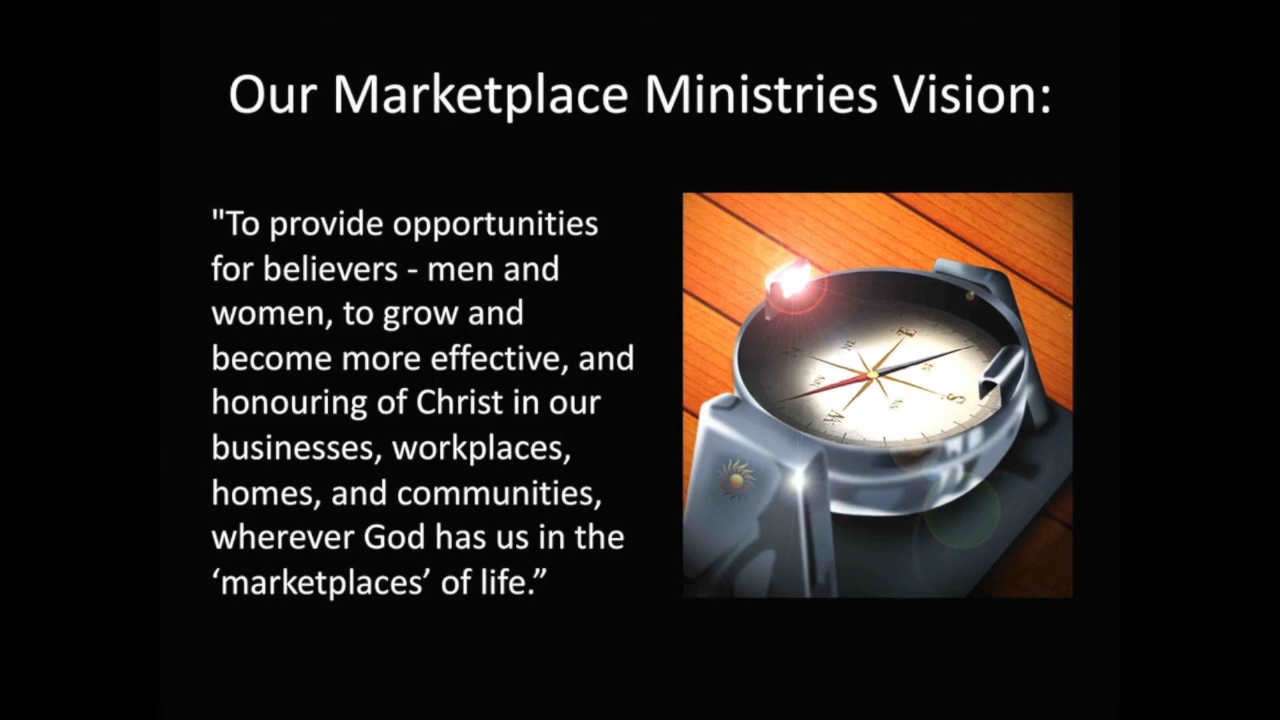 Our Marketplace Ministries Vision:
"To provide opportunities
for believers - men and
women, to grow and
become more effective, and
honouring of Christ in our
businesses, workplaces,
homes, and communities,
wherever God has us in the
‘marketplaces’ of life.”
E
S
W